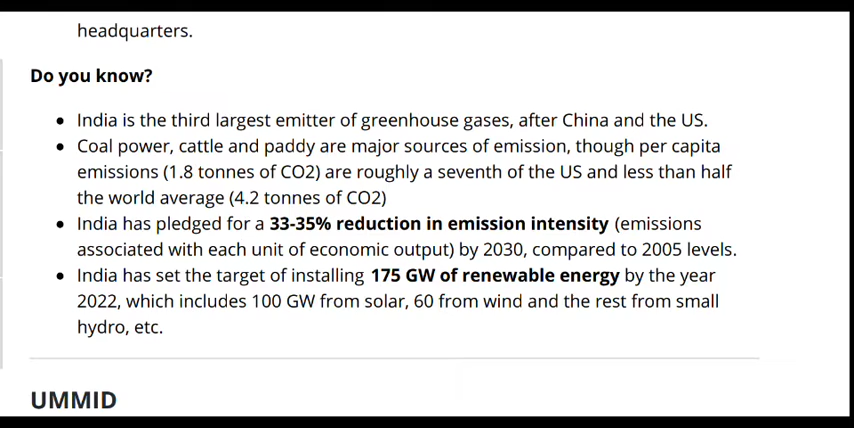 headquarters.
Do you know?
• India is the third largest emitter of greenhouse gases, after China and the US.
• Coal power, cattle and paddy are major sources of emission, though per capita
emissions (1.8 tonnes of CO2) are roughly a seventh of the US and less than half
the world average (4.2 tonnes of CO2)
• India has pledged for a 33-35% reduction in emission intensity (emissions
associated with each unit of economic output) by 2030, compared to 2005 levels.
• India has set the target of installing 175 GW of renewable energy by the year
2022, which includes 100 GW from solar, 60 from wind and the rest from small
hydro, etc.
UMMID